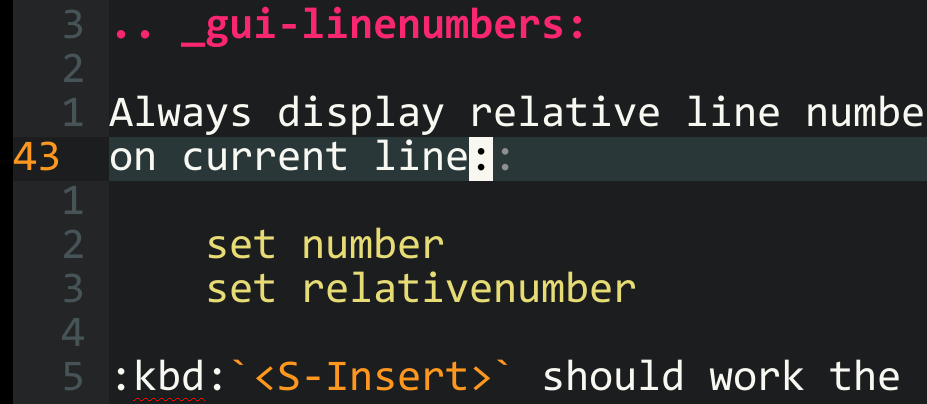 3 .. _gui-linenumbers:
2
1 Always display relative line numbe
43 on current line::
1
2 set number
3 set relativenumber
4
5 :kbd:`<S-Insert>` should work the